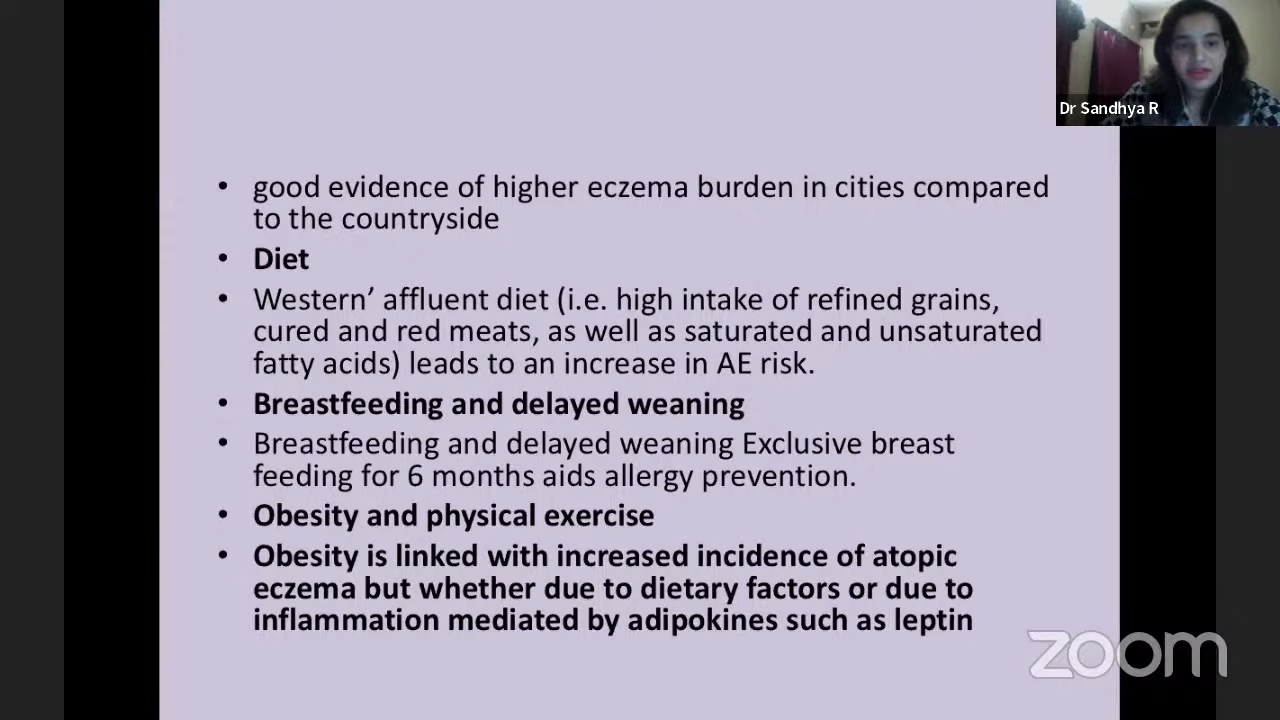 Dr Sandhya R
• good evidence of higher eczema burden in cities compared
to the countryside
• Diet
• Western’ affluent diet (i.e. high intake of refined grains,
cured and red meats, as well as saturated and unsaturated
fatty acids) leads to an increase in AE risk.
• Breastfeeding and delayed weaning
• Breastfeeding and delayed weaning Exclusive breast
feeding for 6 months aids allergy prevention.
• Obesity and physical exercise
• Obesity is linked with increased incidence of atopic
eczema but whether due to dietary factors or due to
inflammation mediated by adipokines such as leptin
zoom